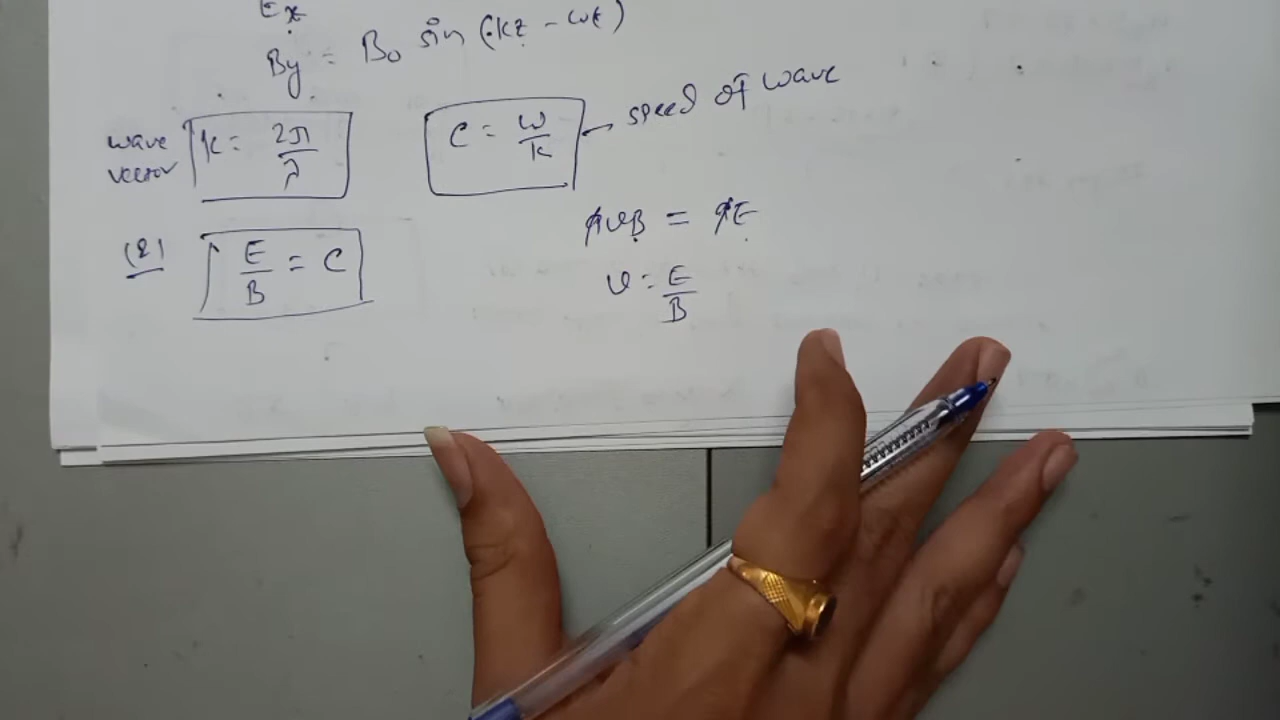 Ex
By = B₀ sin (kz - ωt)
wave vector k = 2π/λ
C = ω/k → speed of wave
qvB = qE
(2) E/B = C
v = E/B